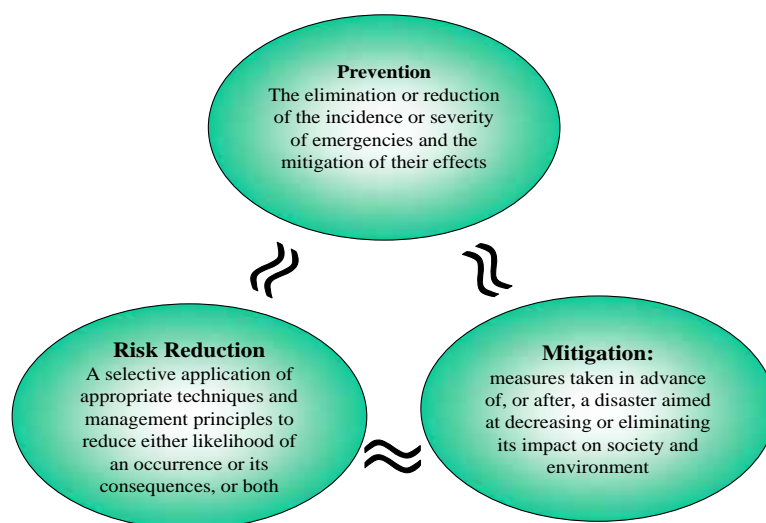 Prevention
The elimination or reduction
of the incidence or severity
of emergencies and the
mitigation of their effects
Risk Reduction
A selective application of
appropriate techniques and
management principles to
reduce either likelihood of
an occurrence or its
consequences, or both
Mitigation:
measures taken in advance
of, or after, a disaster aimed
at decreasing or eliminating
its impact on society and
environment